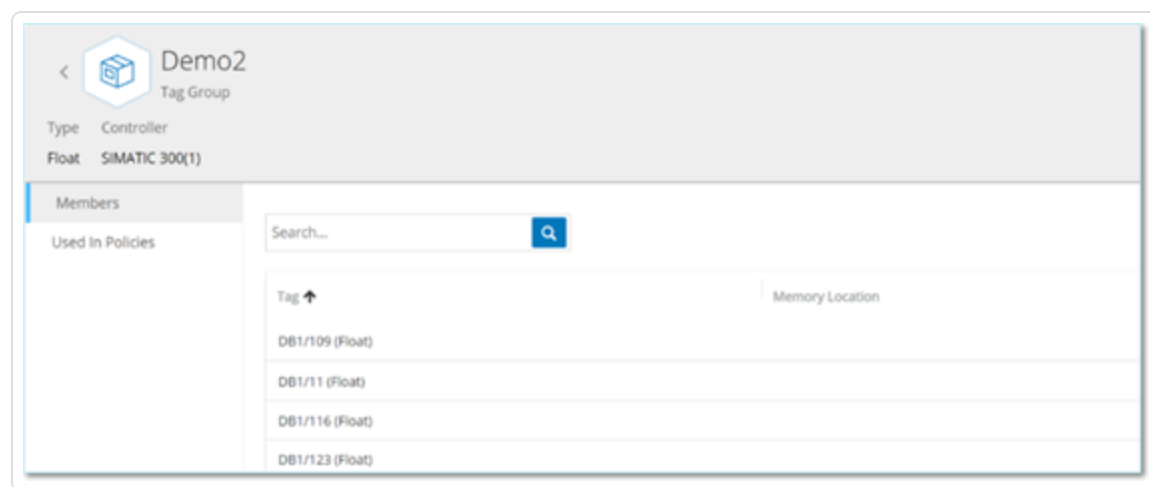 Demo2
Tag Group
Type Controller
Float SIMATIC 300(1)
Members
Used In Policies
Search...
Tag Memory Location
DB1/109 (Float)
DB1/11 (Float)
DB1/116 (Float)
DB1/123 (Float)